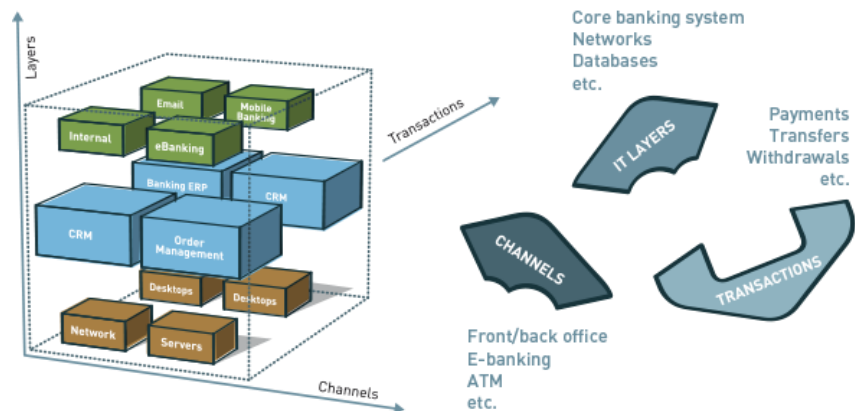 Layers
Email
Mobile
Banking
Internal
eBanking
Banking ERP
CRM
CRM
Order
Management
Desktops
Desktops
Network
Servers
Channels
Transactions
Core banking system
Networks
Databases
etc.
IT LAYERS
Payments
Transfers
Withdrawals
etc.
CHANNELS
TRANSACTIONS
Front/back office
E-banking
ATM
etc.